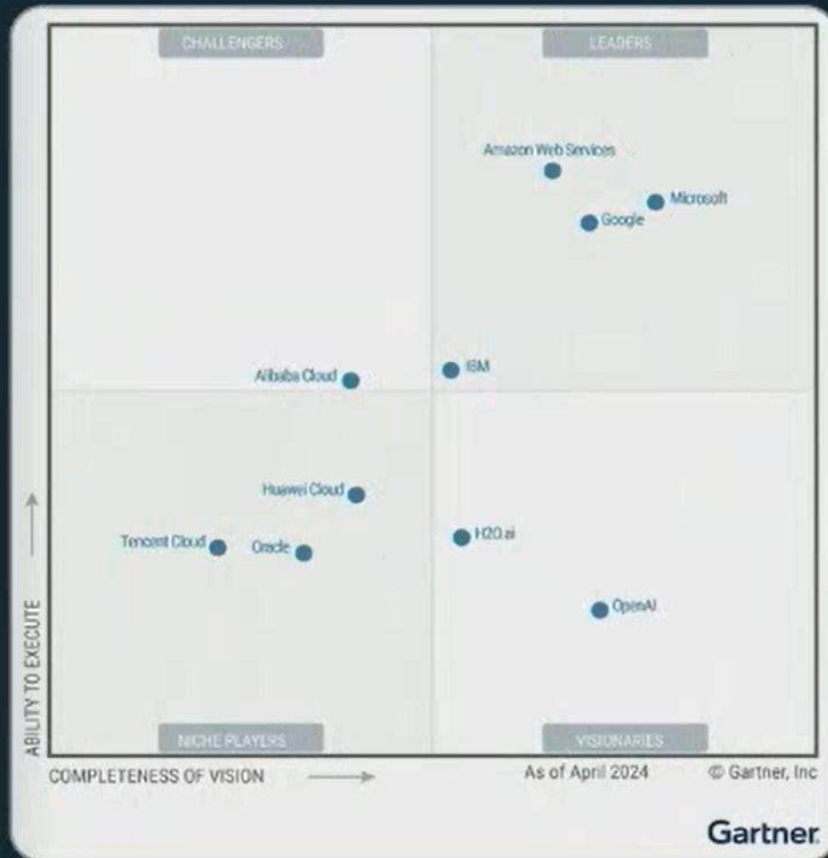 CHALLENGERS
LEADERS
Amazon Web Services
Microsoft
Google
IBM
Alibaba Cloud
Huawei Cloud
H2O.ai
Tencent Cloud
Oracle
OpenAI
ABILITY TO EXECUTE
NICHE PLAYERS
VISIONARIES
COMPLETENESS OF VISION
As of April 2024
© Gartner, Inc
Gartner